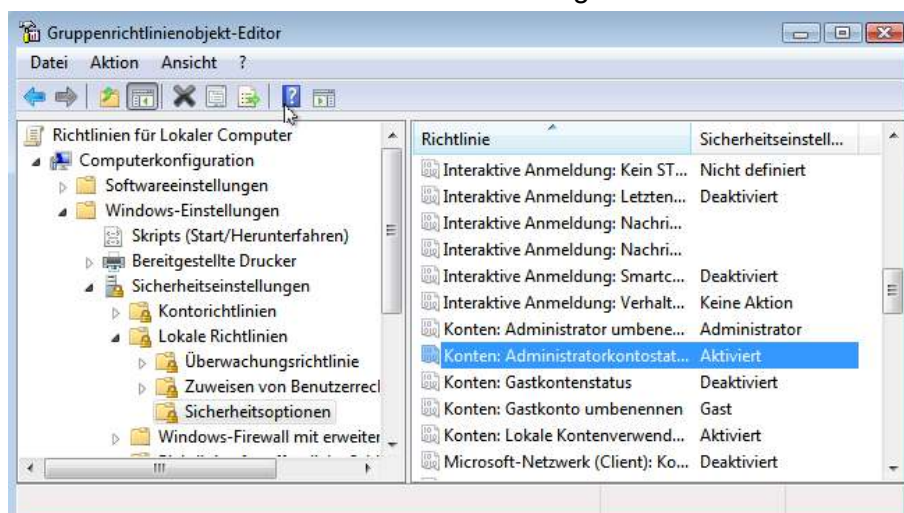 Gruppenrichtlinienobjekt-Editor
Datei Aktion Ansicht ?
Richtlinien für Lokaler Computer
Computerkonfiguration
Softwareeinstellungen
Windows-Einstellungen
Skripts (Start/Herunterfahren)
Bereitgestellte Drucker
Sicherheitseinstellungen
Kontorichtlinien
Lokale Richtlinien
Überwachungsrichtlinie
Zuweisen von Benutzerrecl
Sicherheitsoptionen
Windows-Firewall mit erweiter
Richtlinie Sicherheitseinstell...
Interaktive Anmeldung: Kein ST... Nicht definiert
Interaktive Anmeldung: Letzten... Deaktiviert
Interaktive Anmeldung: Nachri...
Interaktive Anmeldung: Nachri...
Interaktive Anmeldung: Smartc... Deaktiviert
Interaktive Anmeldung: Verhalt... Keine Aktion
Konten: Administrator umbene... Administrator
Konten: Administratorkontostat... Aktiviert
Konten: Gastkontenstatus Deaktiviert
Konten: Gastkonto umbenennen Gast
Konten: Lokale Kontenverwend... Aktiviert
Microsoft-Netzwerk (Client): Ko... Deaktiviert